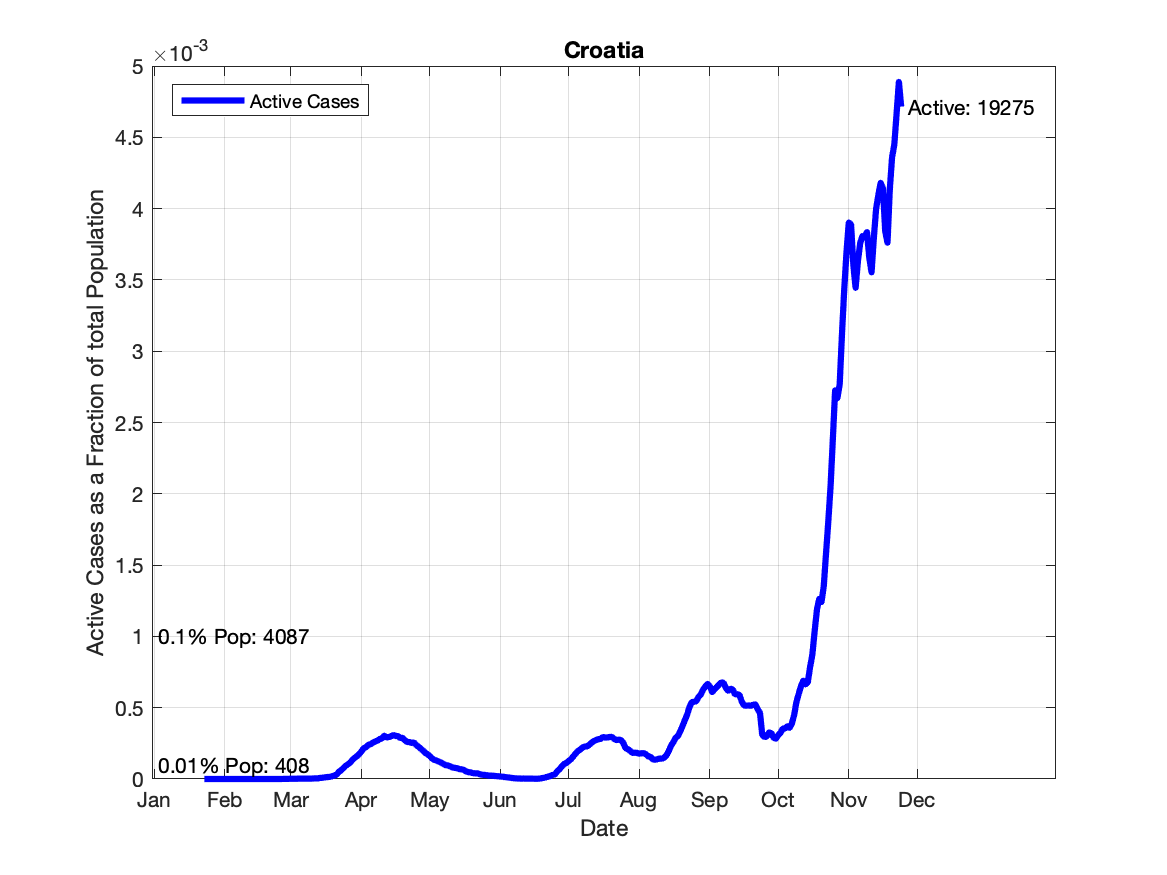 Croatia
×10-3
Active Cases
Active: 19275
5
4.5
4
3.5
3
2.5
2
1.5
1
0.5
0
0.1% Pop: 4087
0.01% Pop: 408
Active Cases as a Fraction of total Population
Jan Feb Mar Apr May Jun Jul Aug Sep Oct Nov Dec
Date